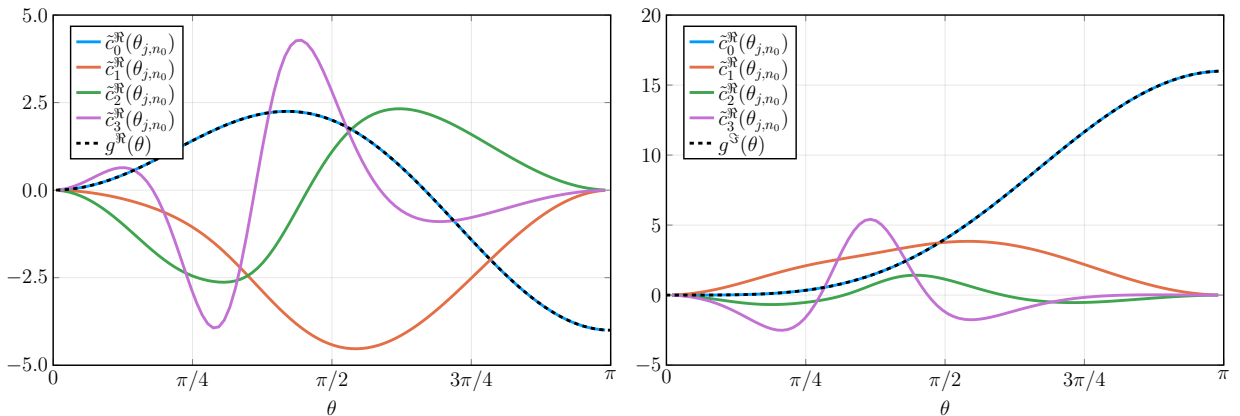 5.0
2.5
0.0
−2.5
−5.0
c̃₀^ℜ(θ_{j,n₀})
c̃₁^ℜ(θ_{j,n₀})
c̃₂^ℜ(θ_{j,n₀})
c̃₃^ℜ(θ_{j,n₀})
g^ℜ(θ)
0 π/4 π/2 3π/4 π
θ
20
15
10
5
0
−5
c̃₀^ℜ(θ_{j,n₀})
c̃₁^ℜ(θ_{j,n₀})
c̃₂^ℜ(θ_{j,n₀})
c̃₃^ℜ(θ_{j,n₀})
g^ℑ(θ)
0 π/4 π/2 3π/4 π
θ